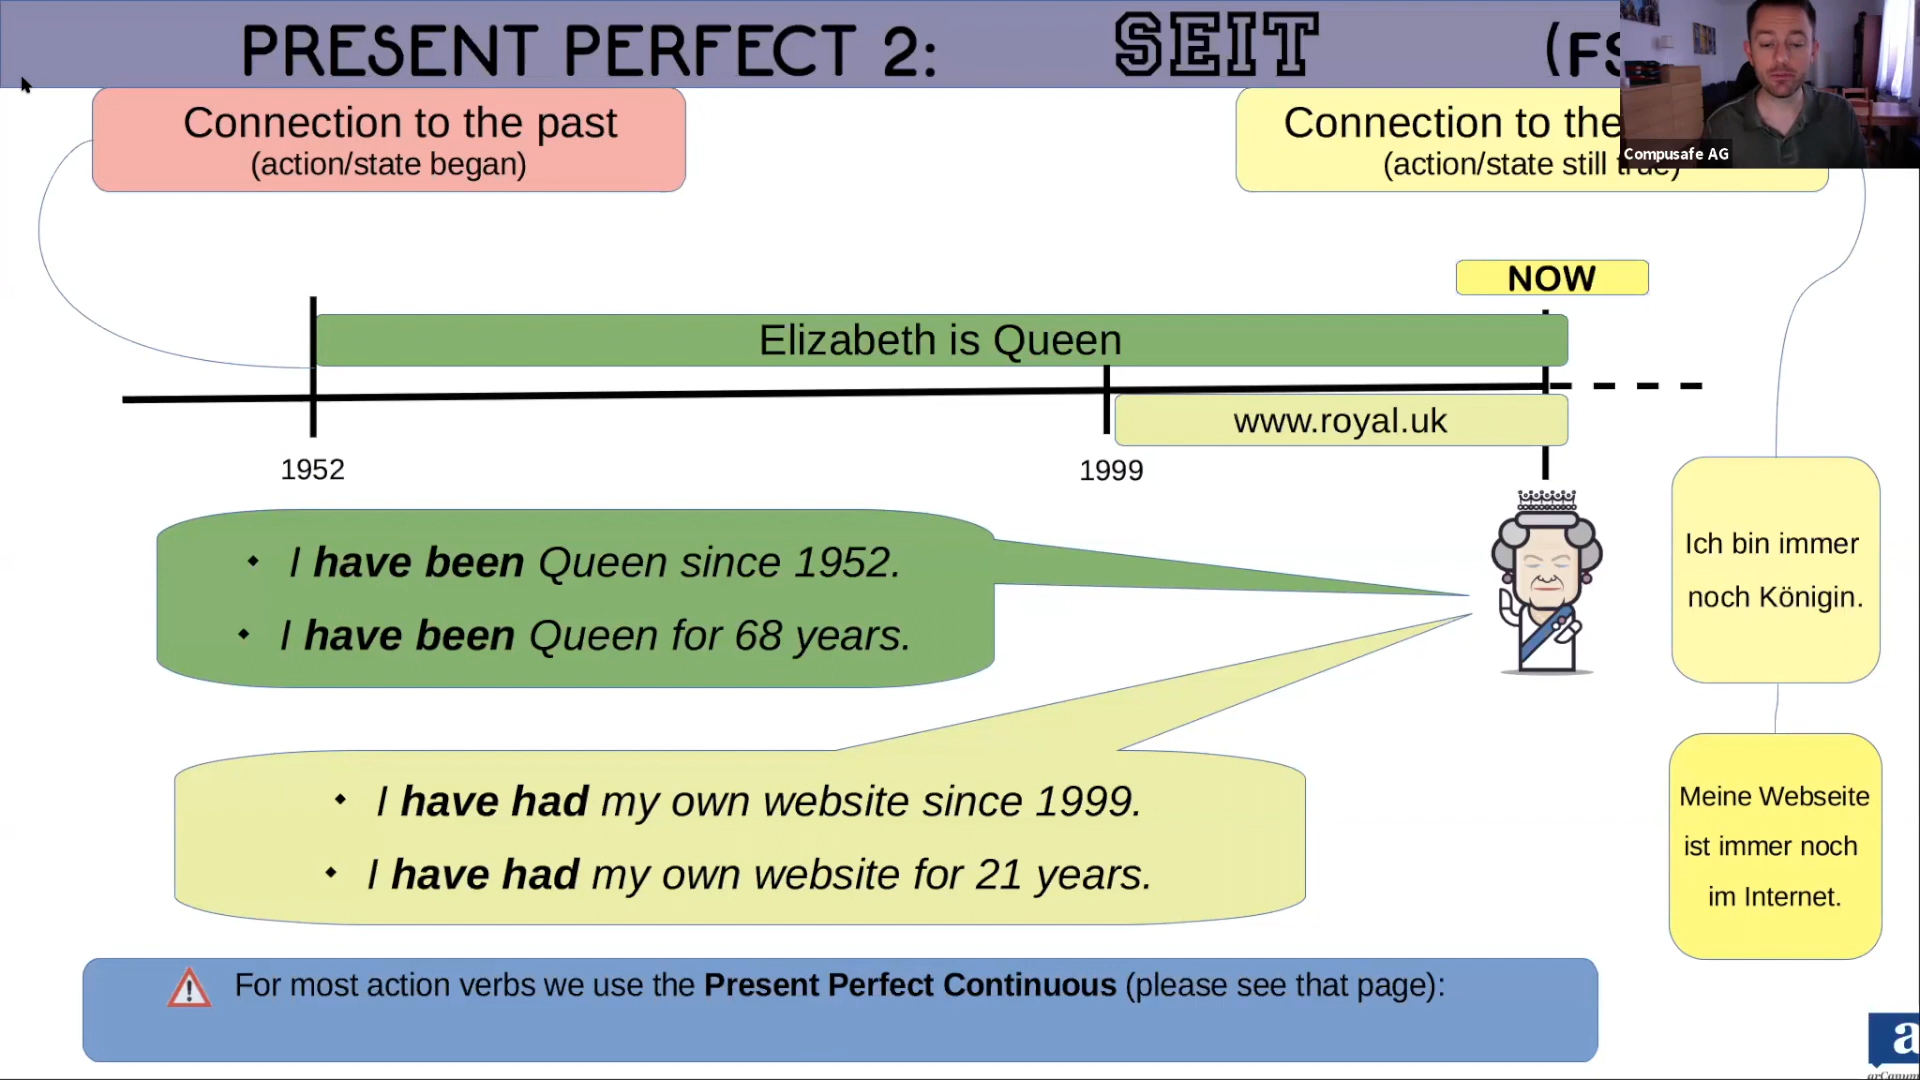 PRESENT PERFECT 2: SEIT (FS
Connection to the past
(action/state began)
Connection to the
(action/state still true)
Compusafe AG
NOW
Elizabeth is Queen
www.royal.uk
1952
1999
I have been Queen since 1952.
I have been Queen for 68 years.
Ich bin immer
noch Königin.
I have had my own website since 1999.
I have had my own website for 21 years.
Meine Webseite
ist immer noch
im Internet.
For most action verbs we use the Present Perfect Continuous (please see that page):
a